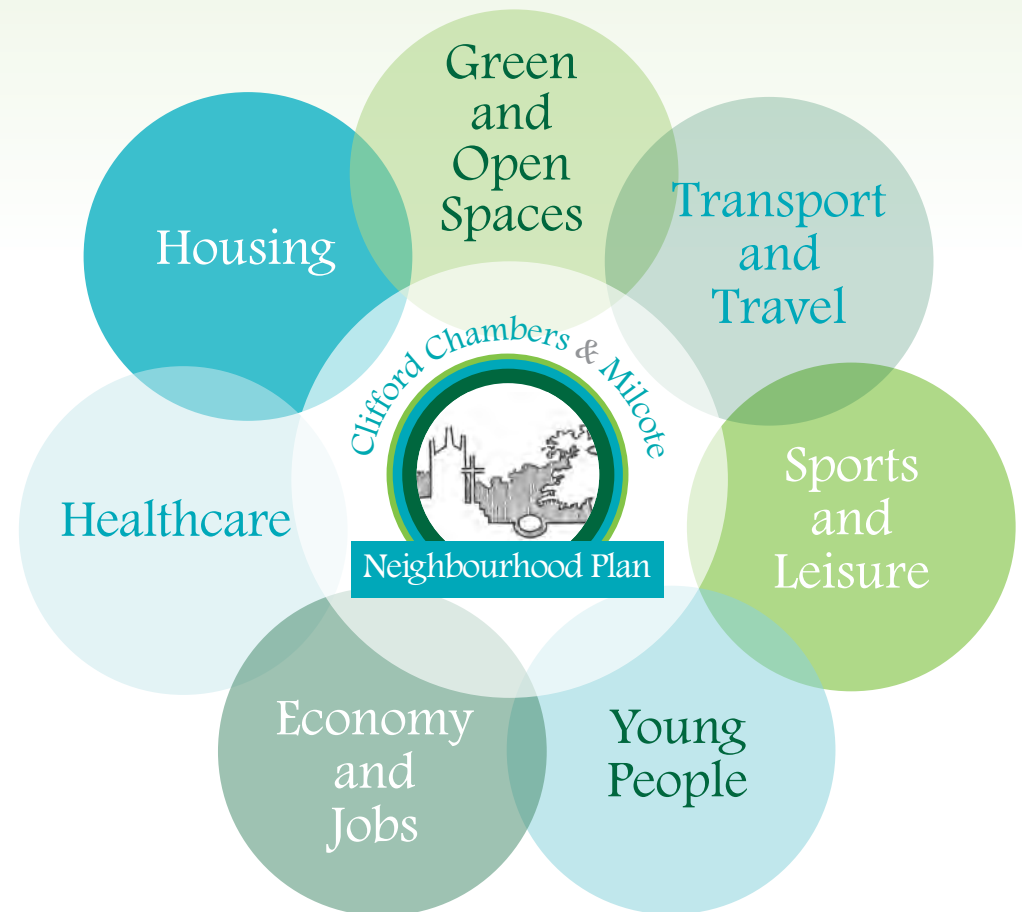 Green
and
Open
Spaces
Housing
Transport
and
Travel
Clifford Chambers & Milcote
Neighbourhood Plan
Healthcare
Sports
and
Leisure
Economy
and
Jobs
Young
People